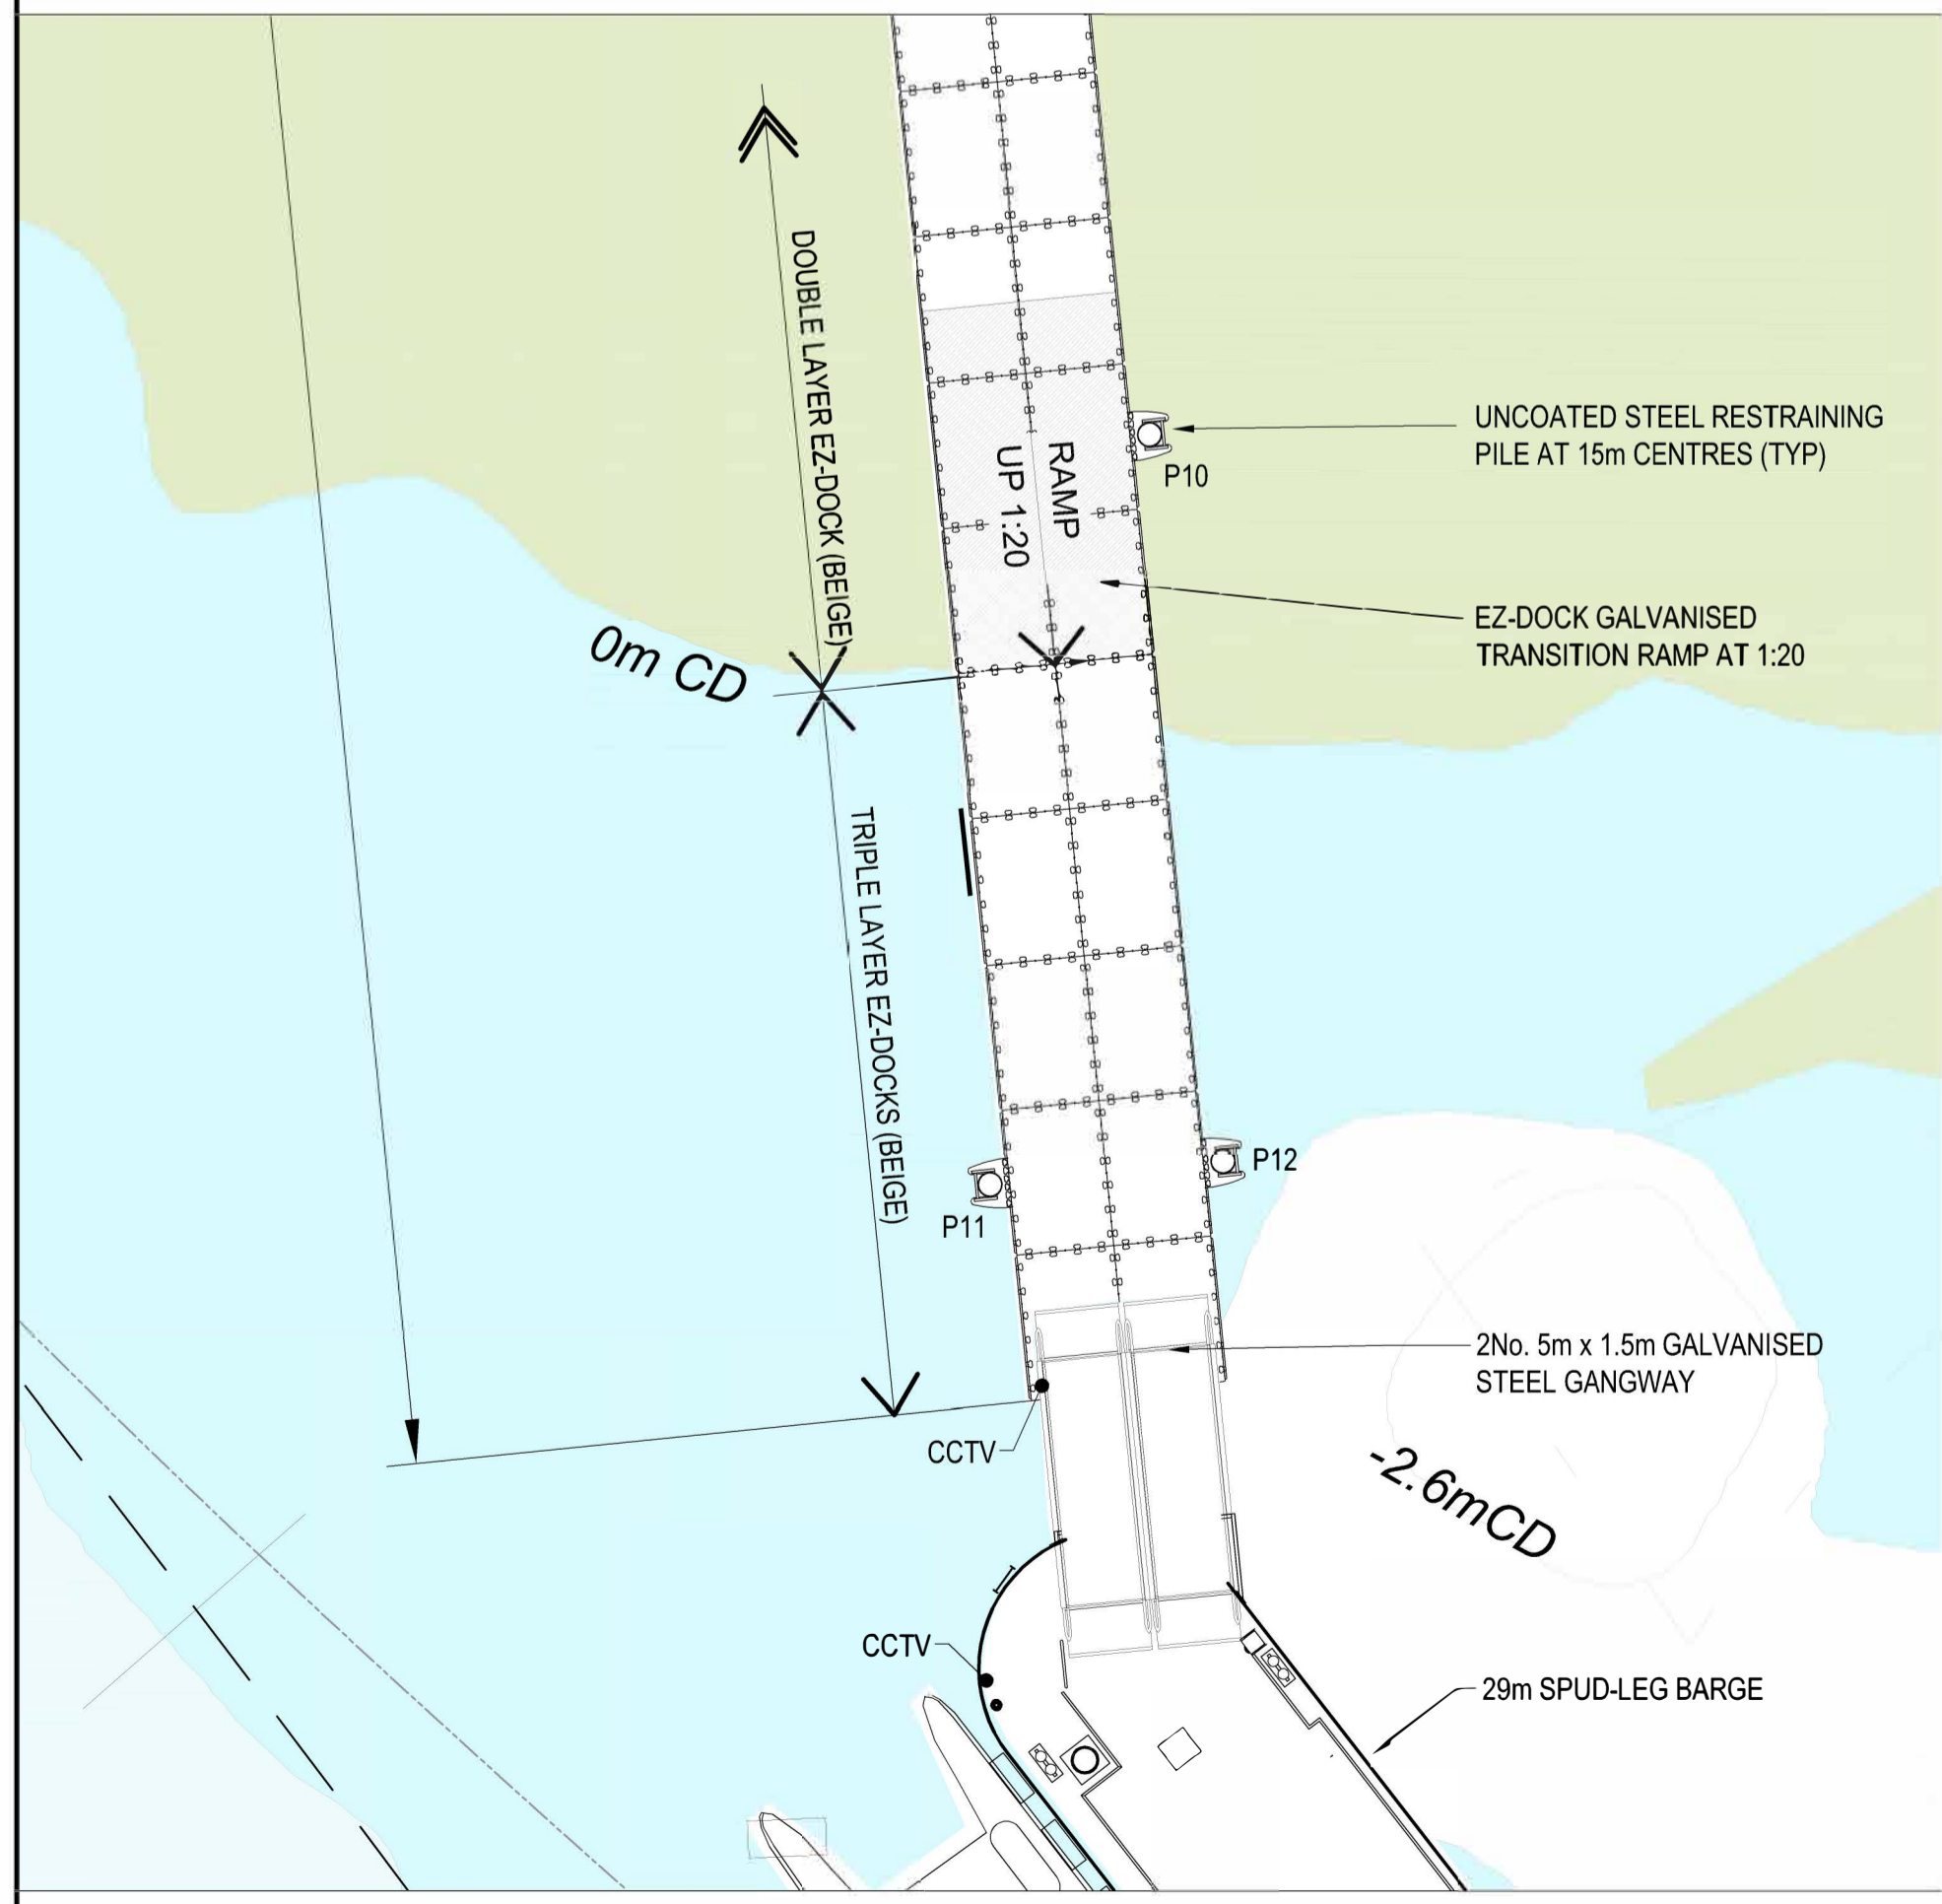 DOUBLE LAYER EZ-DOCK (BEIGE)
UNCOATED STEEL RESTRAINING
PILE AT 15m CENTRES (TYP)
P10
RAMP
UP 1:20
EZ-DOCK GALVANISED
TRANSITION RAMP AT 1:20
0m CD
TRIPLE LAYER EZ-DOCKS (BEIGE)
P12
P11
2No. 5m x 1.5m GALVANISED
STEEL GANGWAY
CCTV
-2.6mCD
CCTV
29m SPUD-LEG BARGE